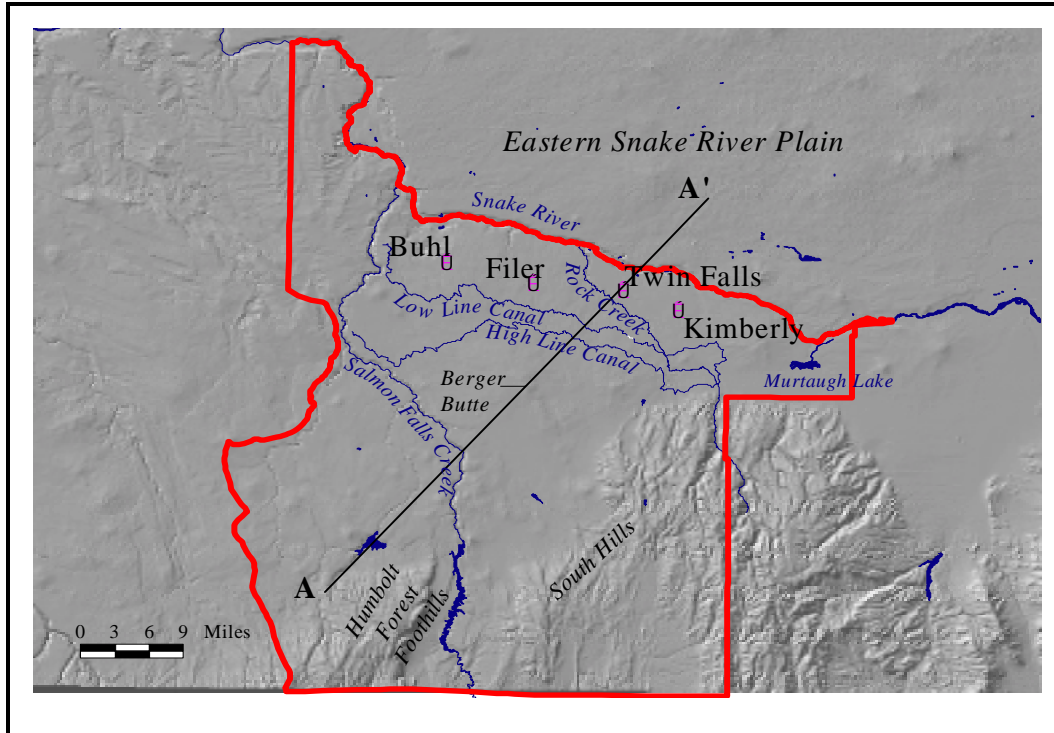 Eastern Snake River Plain
A'
Snake River
Buhl
Filer
Rock Creek
Twin Falls
Low Line Canal
Kimberly
High Line Canal
Salmon Falls Creek
Berger
Butte
Murtaugh Lake
A
Humbolt
Forest
Foothills
South Hills
0 3 6 9 Miles